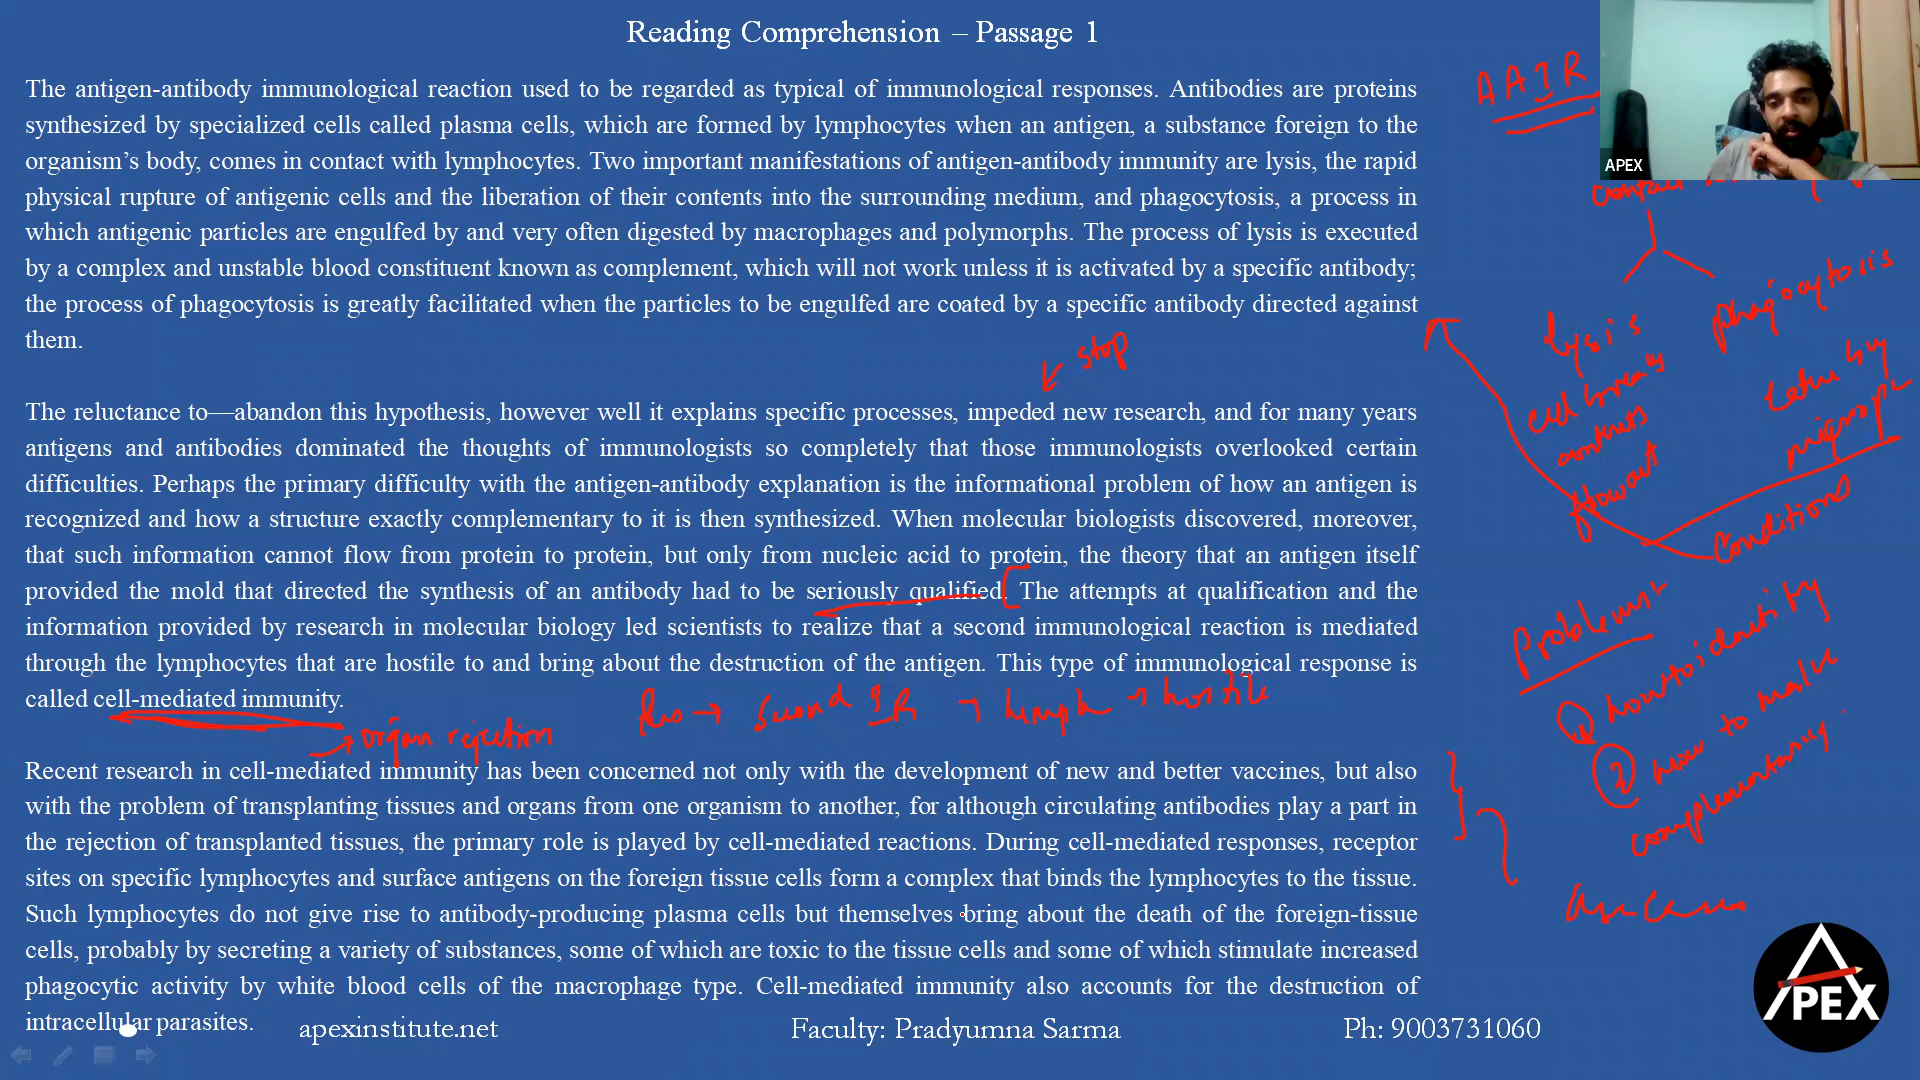 Reading Comprehension – Passage 1
The antigen-antibody immunological reaction used to be regarded as typical of immunological responses. Antibodies are proteins
synthesized by specialized cells called plasma cells, which are formed by lymphocytes when an antigen, a substance foreign to the
organism’s body, comes in contact with lymphocytes. Two important manifestations of antigen-antibody immunity are lysis, the rapid
physical rupture of antigenic cells and the liberation of their contents into the surrounding medium, and phagocytosis, a process in
which antigenic particles are engulfed by and very often digested by macrophages and polymorphs. The process of lysis is executed
by a complex and unstable blood constituent known as complement, which will not work unless it is activated by a specific antibody;
the process of phagocytosis is greatly facilitated when the particles to be engulfed are coated by a specific antibody directed against
them.
stop
The reluctance to—abandon this hypothesis, however well it explains specific processes, impeded new research, and for many years
antigens and antibodies dominated the thoughts of immunologists so completely that those immunologists overlooked certain
difficulties. Perhaps the primary difficulty with the antigen-antibody explanation is the informational problem of how an antigen is
recognized and how a structure exactly complementary to it is then synthesized. When molecular biologists discovered, moreover,
that such information cannot flow from protein to protein, but only from nucleic acid to protein, the theory that an antigen itself
provided the mold that directed the synthesis of an antibody had to be seriously qualified. The attempts at qualification and the
information provided by research in molecular biology led scientists to realize that a second immunological reaction is mediated
through the lymphocytes that are hostile to and bring about the destruction of the antigen. This type of immunological response is
called cell-mediated immunity.
Second IR → lymph → hostile
organ rejection
Recent research in cell-mediated immunity has been concerned not only with the development of new and better vaccines, but also
with the problem of transplanting tissues and organs from one organism to another, for although circulating antibodies play a part in
the rejection of transplanted tissues, the primary role is played by cell-mediated reactions. During cell-mediated responses, receptor
sites on specific lymphocytes and surface antigens on the foreign tissue cells form a complex that binds the lymphocytes to the tissue.
Such lymphocytes do not give rise to antibody-producing plasma cells but themselves bring about the death of the foreign-tissue
cells, probably by secreting a variety of substances, some of which are toxic to the tissue cells and some of which stimulate increased
phagocytic activity by white blood cells of the macrophage type. Cell-mediated immunity also accounts for the destruction of
intracellular parasites.
apexinstitute.net
Faculty: Pradyumna Sarma
Ph: 9003731060
AAIR
APEX
lysis
phagocytosis
cell breaks
contents
flow out
by
Conditions
Problems
① how to identity
② how to make
complementary
APEX